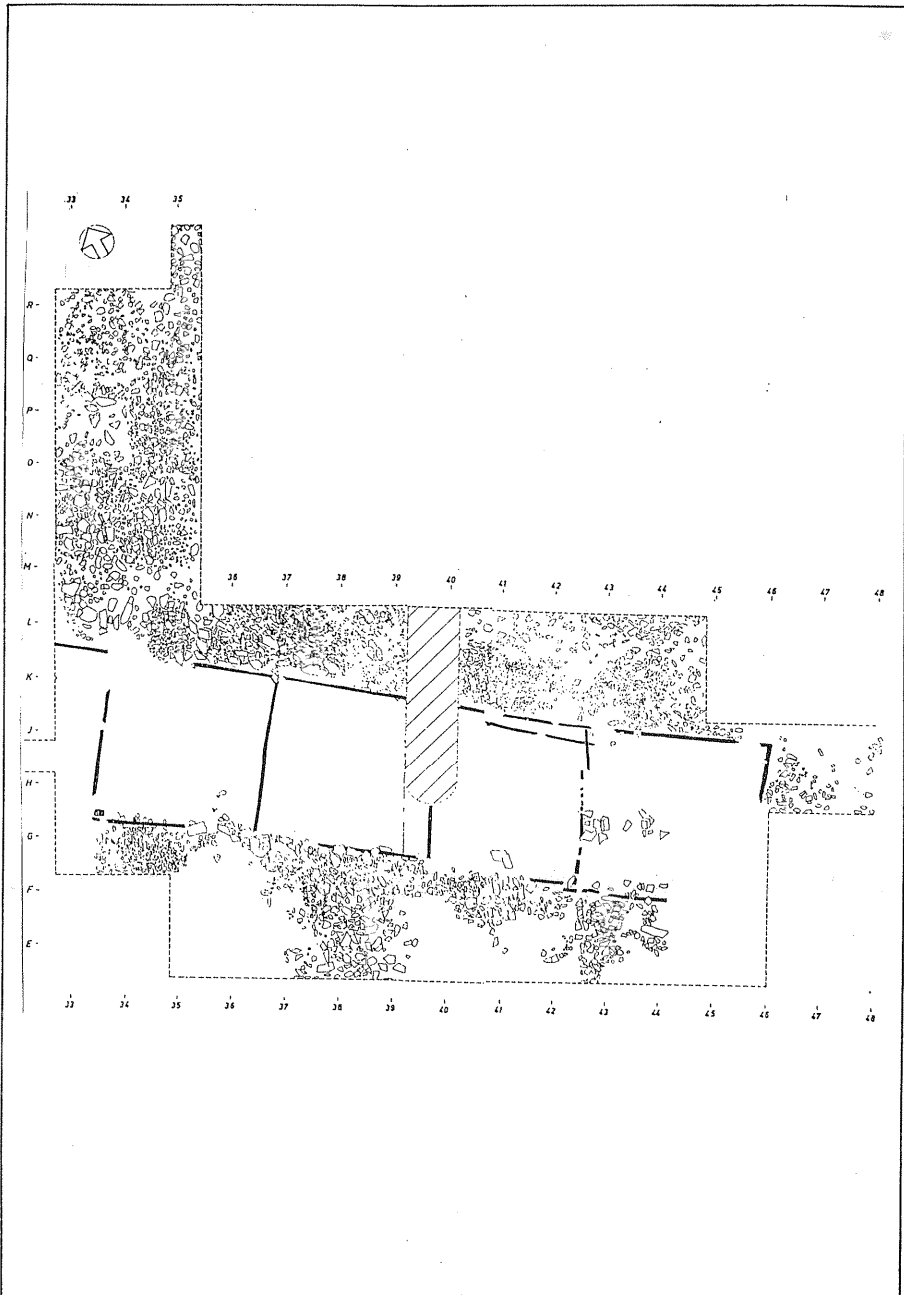 33 34 35
R -
Q -
P -
O -
N -
M -
36 37 38 39 40 41 42 43 44 45 46 47 48
L -
K -
J -
H -
G -
F -
E -
33 34 35 36 37 38 39 40 41 42 43 44 45 46 47 48